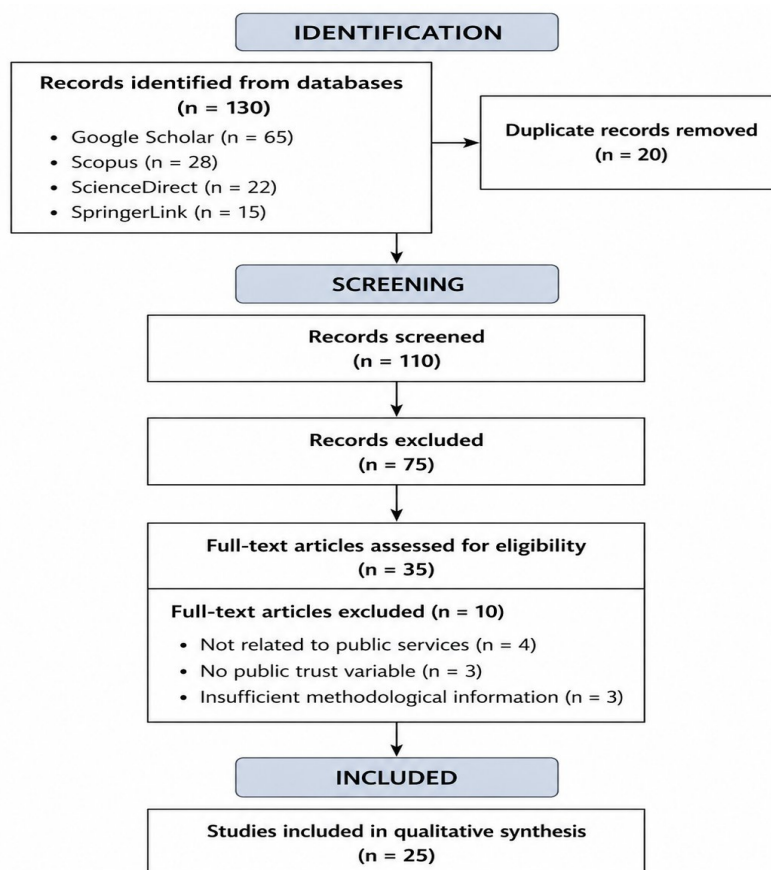 IDENTIFICATION
Records identified from databases
(n = 130)
• Google Scholar (n = 65)
• Scopus (n = 28)
• ScienceDirect (n = 22)
• SpringerLink (n = 15)
Duplicate records removed
(n = 20)
SCREENING
Records screened
(n = 110)
Records excluded
(n = 75)
Full-text articles assessed for eligibility
(n = 35)
Full-text articles excluded (n = 10)
• Not related to public services (n = 4)
• No public trust variable (n = 3)
• Insufficient methodological information (n = 3)
INCLUDED
Studies included in qualitative synthesis
(n = 25)